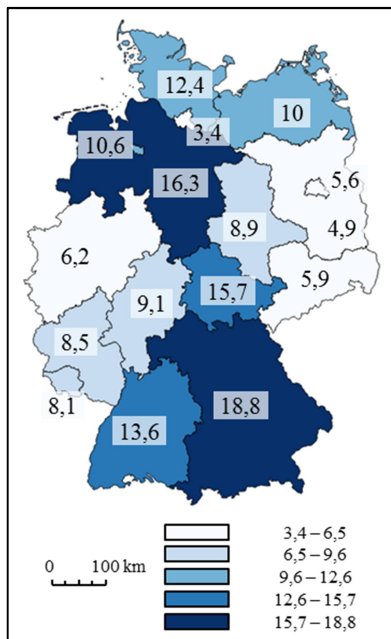 12,4
10
3,4
10,6
16,3
5,6
8,9
4,9
6,2
5,9
9,1
15,7
8,5
8,1
13,6
18,8
0 100 km
3,4 – 6,5
6,5 – 9,6
9,6 – 12,6
12,6 – 15,7
15,7 – 18,8